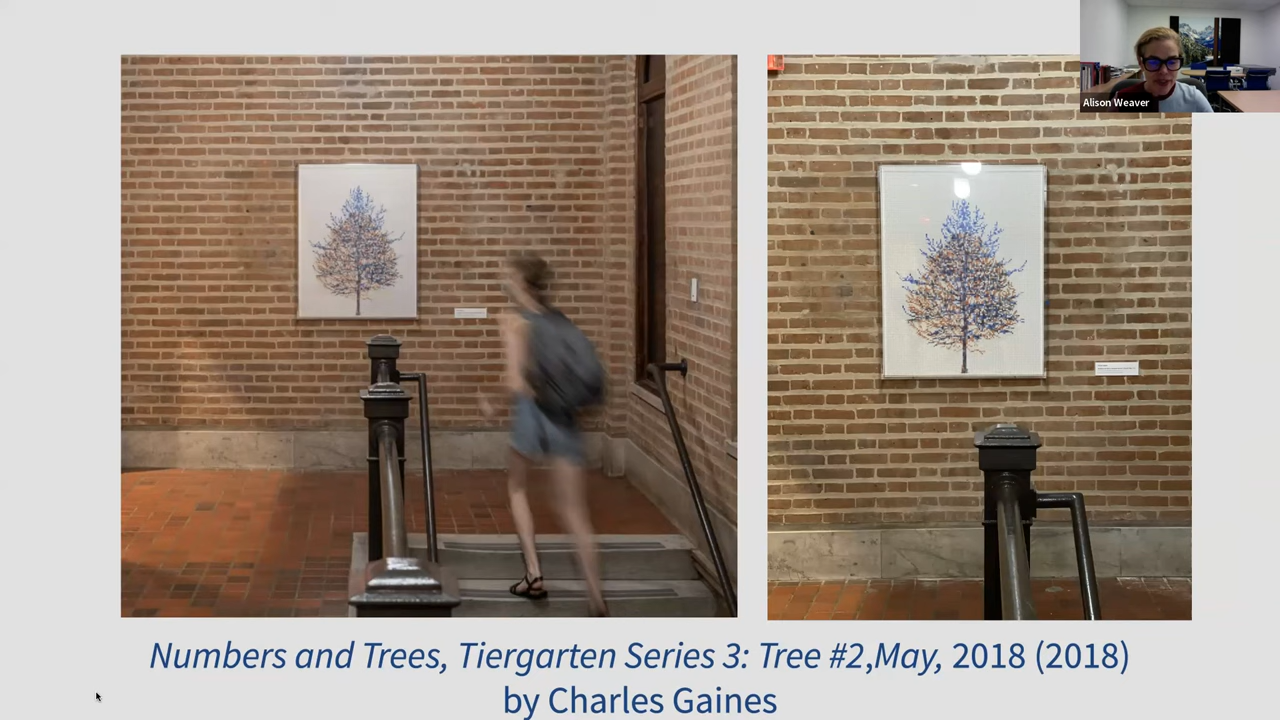 Alison Weaver
Numbers and Trees, Tiergarten Series 3: Tree #2,May, 2018 (2018)
by Charles Gaines